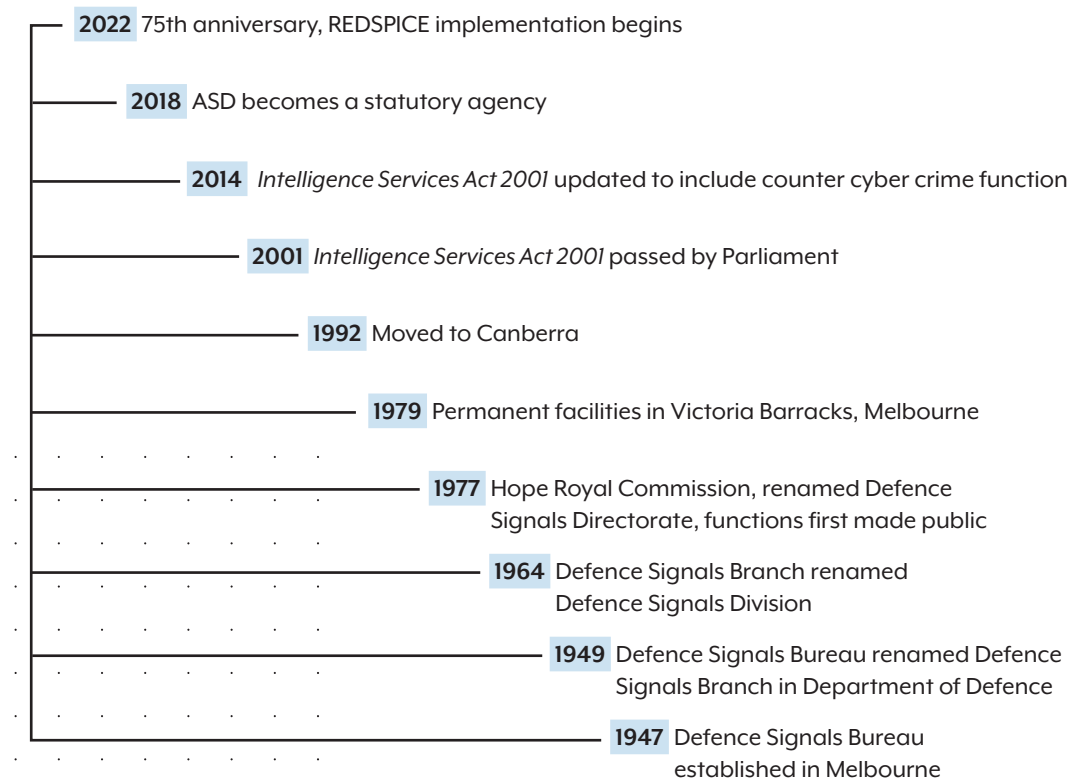 2022 75th anniversary, REDSPICE implementation begins
2018 ASD becomes a statutory agency
2014 Intelligence Services Act 2001 updated to include counter cyber crime function
2001 Intelligence Services Act 2001 passed by Parliament
1992 Moved to Canberra
1979 Permanent facilities in Victoria Barracks, Melbourne
1977 Hope Royal Commission, renamed Defence
Signals Directorate, functions first made public
1964 Defence Signals Branch renamed
Defence Signals Division
1949 Defence Signals Bureau renamed Defence
Signals Branch in Department of Defence
1947 Defence Signals Bureau
established in Melbourne